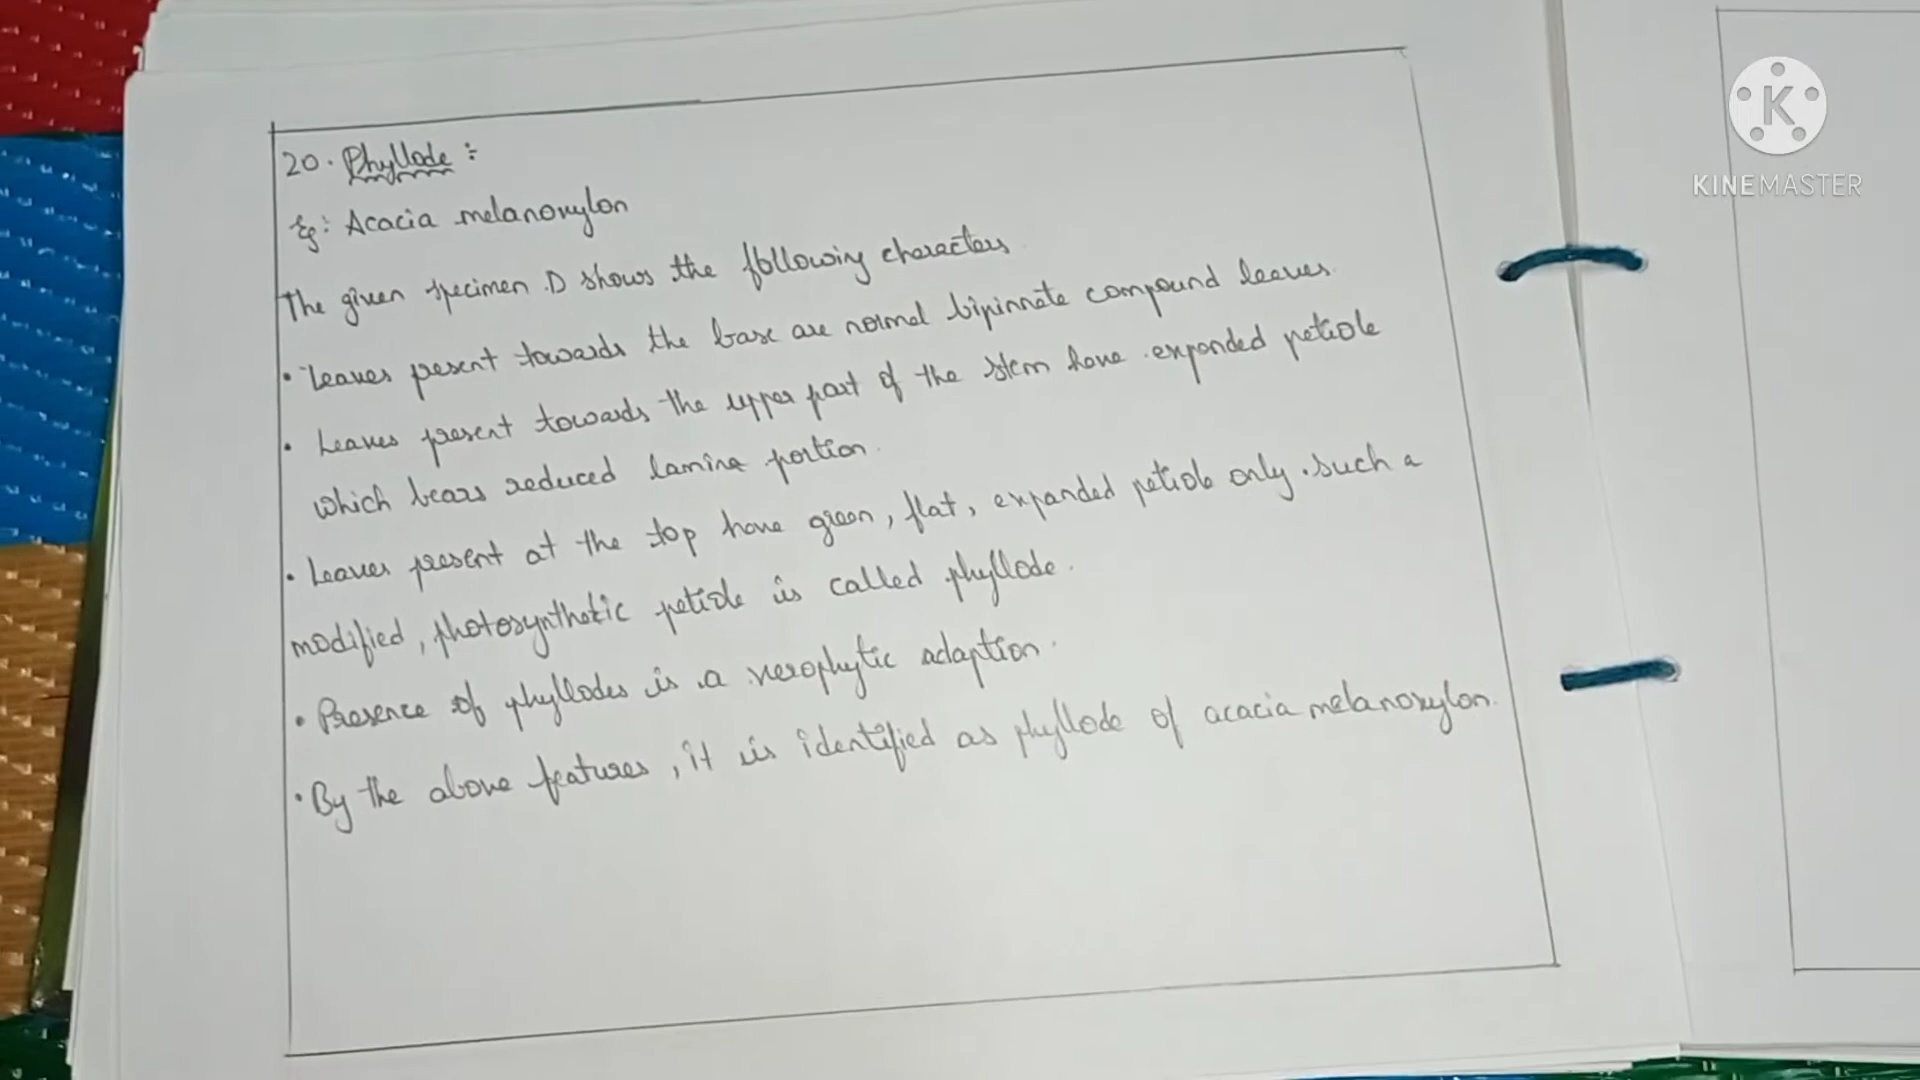 20. Phyllode :-
Eg: Acacia melanoxylon
The given specimen D shows the following characters
• Leaves present towards the base are normal bipinnate compound leaves
• Leaves present towards the upper part of the stem have expanded petiole
which bears reduced lamina portion.
• Leaves present at the top have green, flat, expanded petiole only. such a
modified, photosynthetic petiole is called phyllode.
• Presence of phyllodes is a xerophytic adaption.
• By the above features, it is identified as phyllode of acacia melanoxylon.
K
KINEMASTER